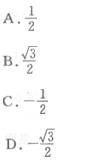 A. 1/2
B. √3/2
C. -1/2
D. -√3/2